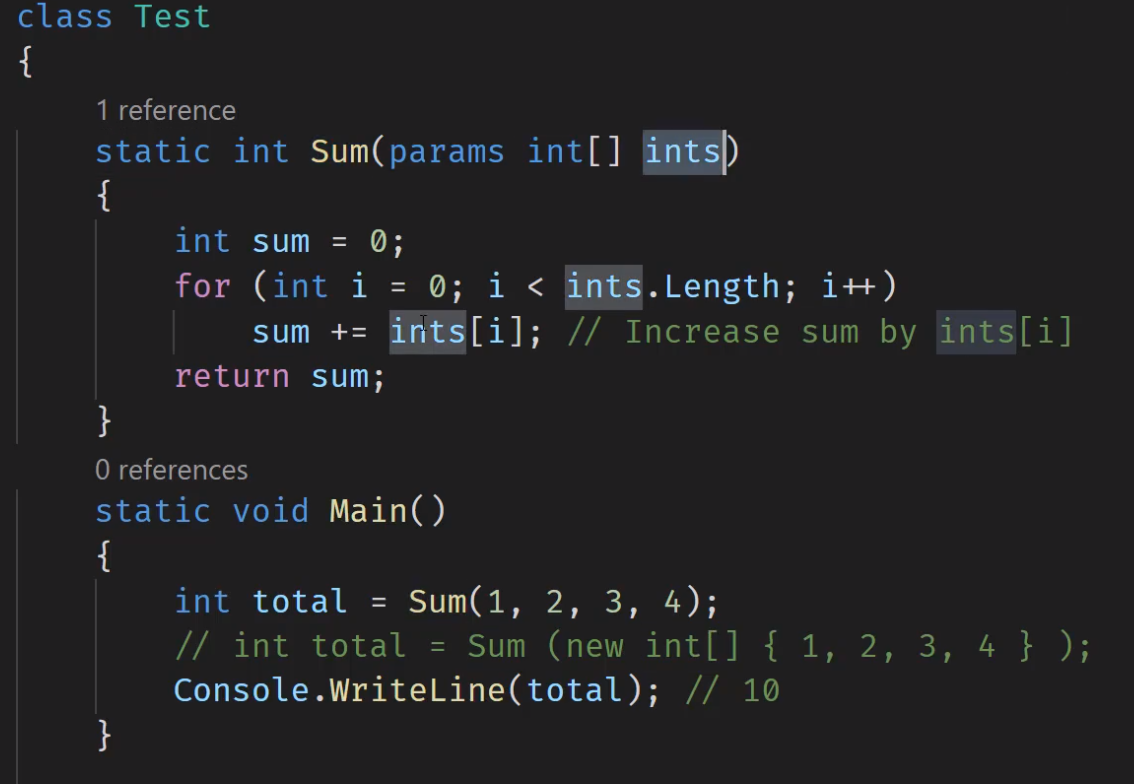 class Test
{
1 reference
static int Sum(params int[] ints)
{
int sum = 0;
for (int i = 0; i < ints.Length; i++)
sum += ints[i]; // Increase sum by ints[i]
return sum;
}
0 references
static void Main()
{
int total = Sum(1, 2, 3, 4);
// int total = Sum (new int[] { 1, 2, 3, 4 } );
Console.WriteLine(total); // 10
}